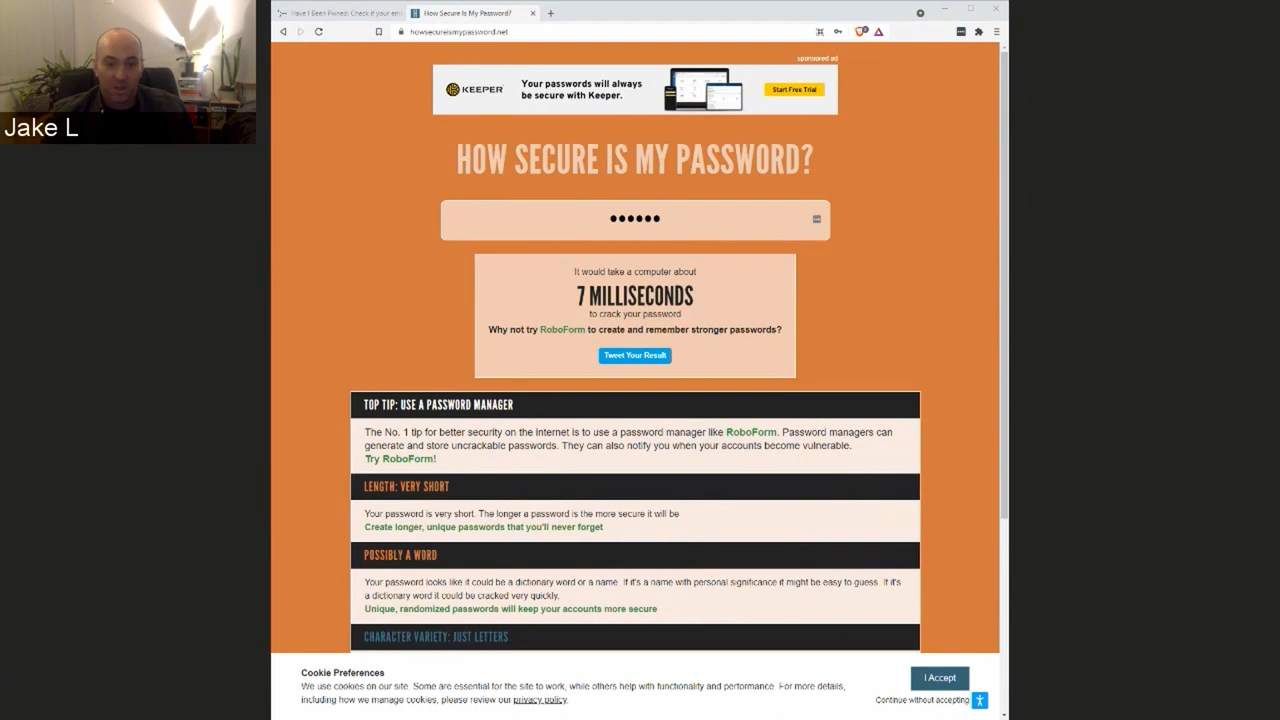 Have I Been Pwned: Check if your em
How Secure Is My Password?
howsecureismypassword.net
Jake L
sponsored ad
KEEPER
Your passwords will always
be secure with Keeper.
Start Free Trial
HOW SECURE IS MY PASSWORD?
••••••
It would take a computer about
7 MILLISECONDS
to crack your password
Why not try RoboForm to create and remember stronger passwords?
Tweet Your Result
TOP TIP: USE A PASSWORD MANAGER
The No. 1 tip for better security on the internet is to use a password manager like RoboForm. Password managers can
generate and store uncrackable passwords. They can also notify you when your accounts become vulnerable.
Try RoboForm!
LENGTH: VERY SHORT
Your password is very short. The longer a password is the more secure it will be
Create longer, unique passwords that you'll never forget
POSSIBLY A WORD
Your password looks like it could be a dictionary word or a name. If it's a name with personal significance it might be easy to guess. If it's
a dictionary word it could be cracked very quickly.
Unique, randomized passwords will keep your accounts more secure
CHARACTER VARIETY: JUST LETTERS
Cookie Preferences
We use cookies on our site. Some are essential for the site to work, while others help with functionality and performance. For more details,
including how we manage cookies, please review our privacy policy.
I Accept
Continue without accepting